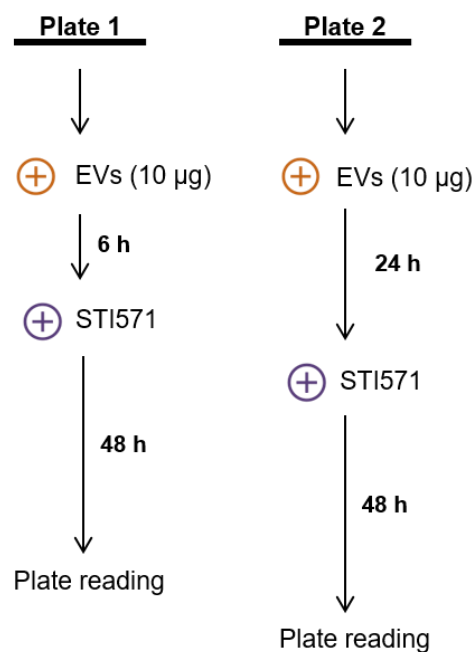 Plate 1
EVs (10 µg)
6 h
STI571
48 h
Plate reading
Plate 2
EVs (10 µg)
24 h
STI571
48 h
Plate reading